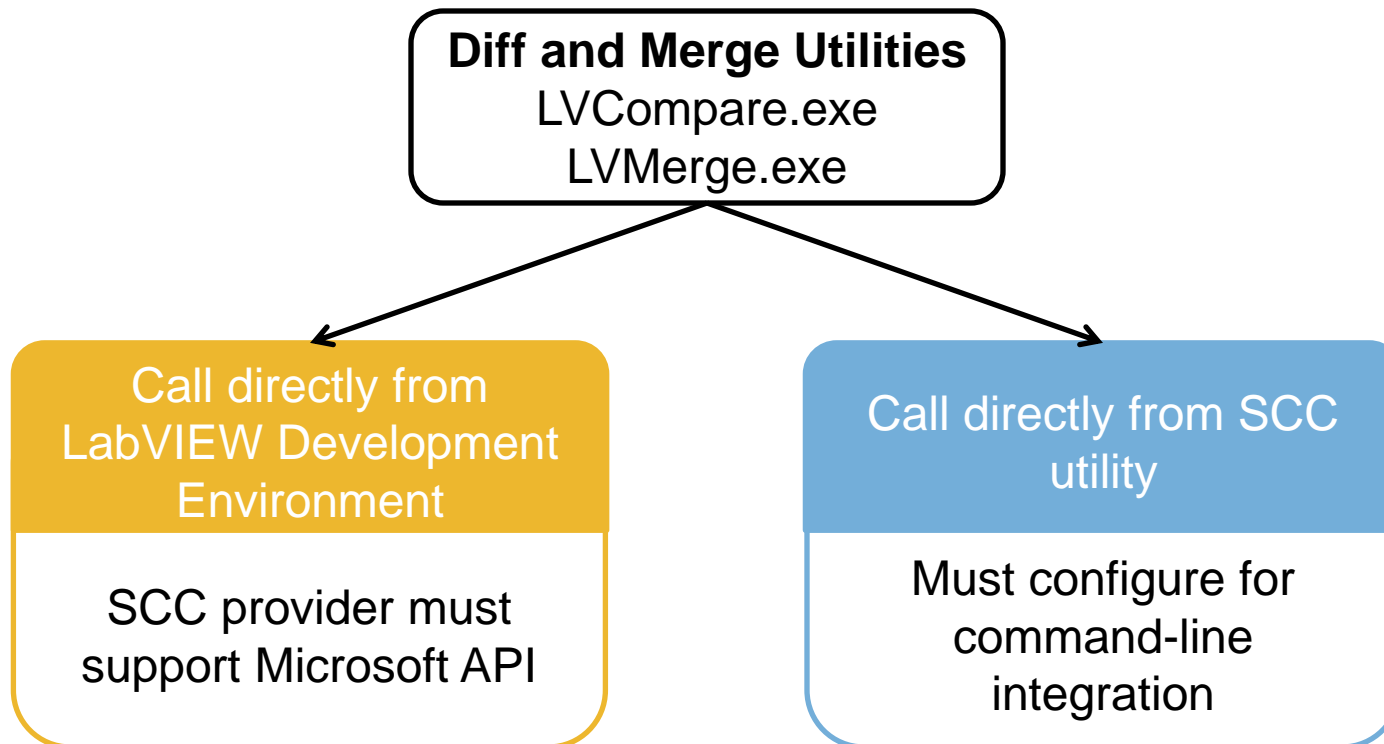 Diff and Merge Utilities
LVCompare.exe
LVMerge.exe
Call directly from
LabVIEW Development
Environment
SCC provider must
support Microsoft API
Call directly from SCC
utility
Must configure for
command-line
integration